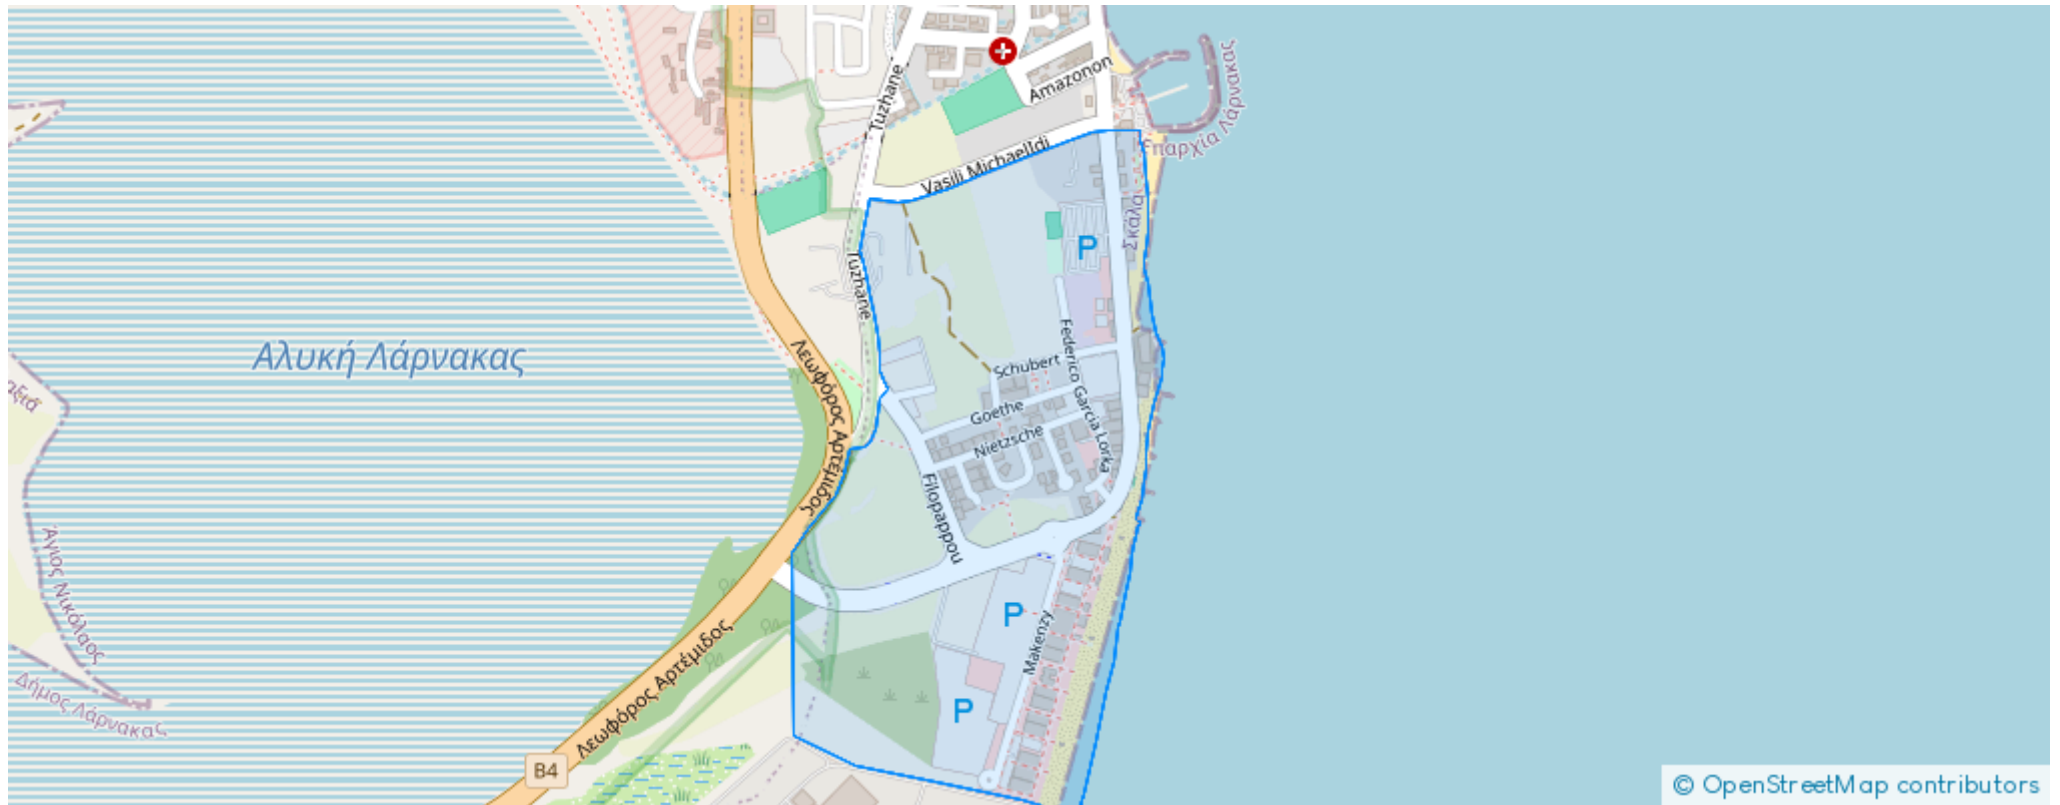 Amazonon
Tuzhane
Επαρχία Λάρνακας
Vasili Michaelldi
Σκάλα
P
Tuzhane
Αλυκή Λάρνακας
Λεωφόρος Αρτέμιδος
Schubert
Federico Garcia Lorka
Goethe
Nietzsche
Filopappou
Άγιος Νικόλαος
P
Makenzy
Λεωφόρος Αρτέμιδος
Δήμος Λάρνακας
P
B4
© OpenStreetMap contributors